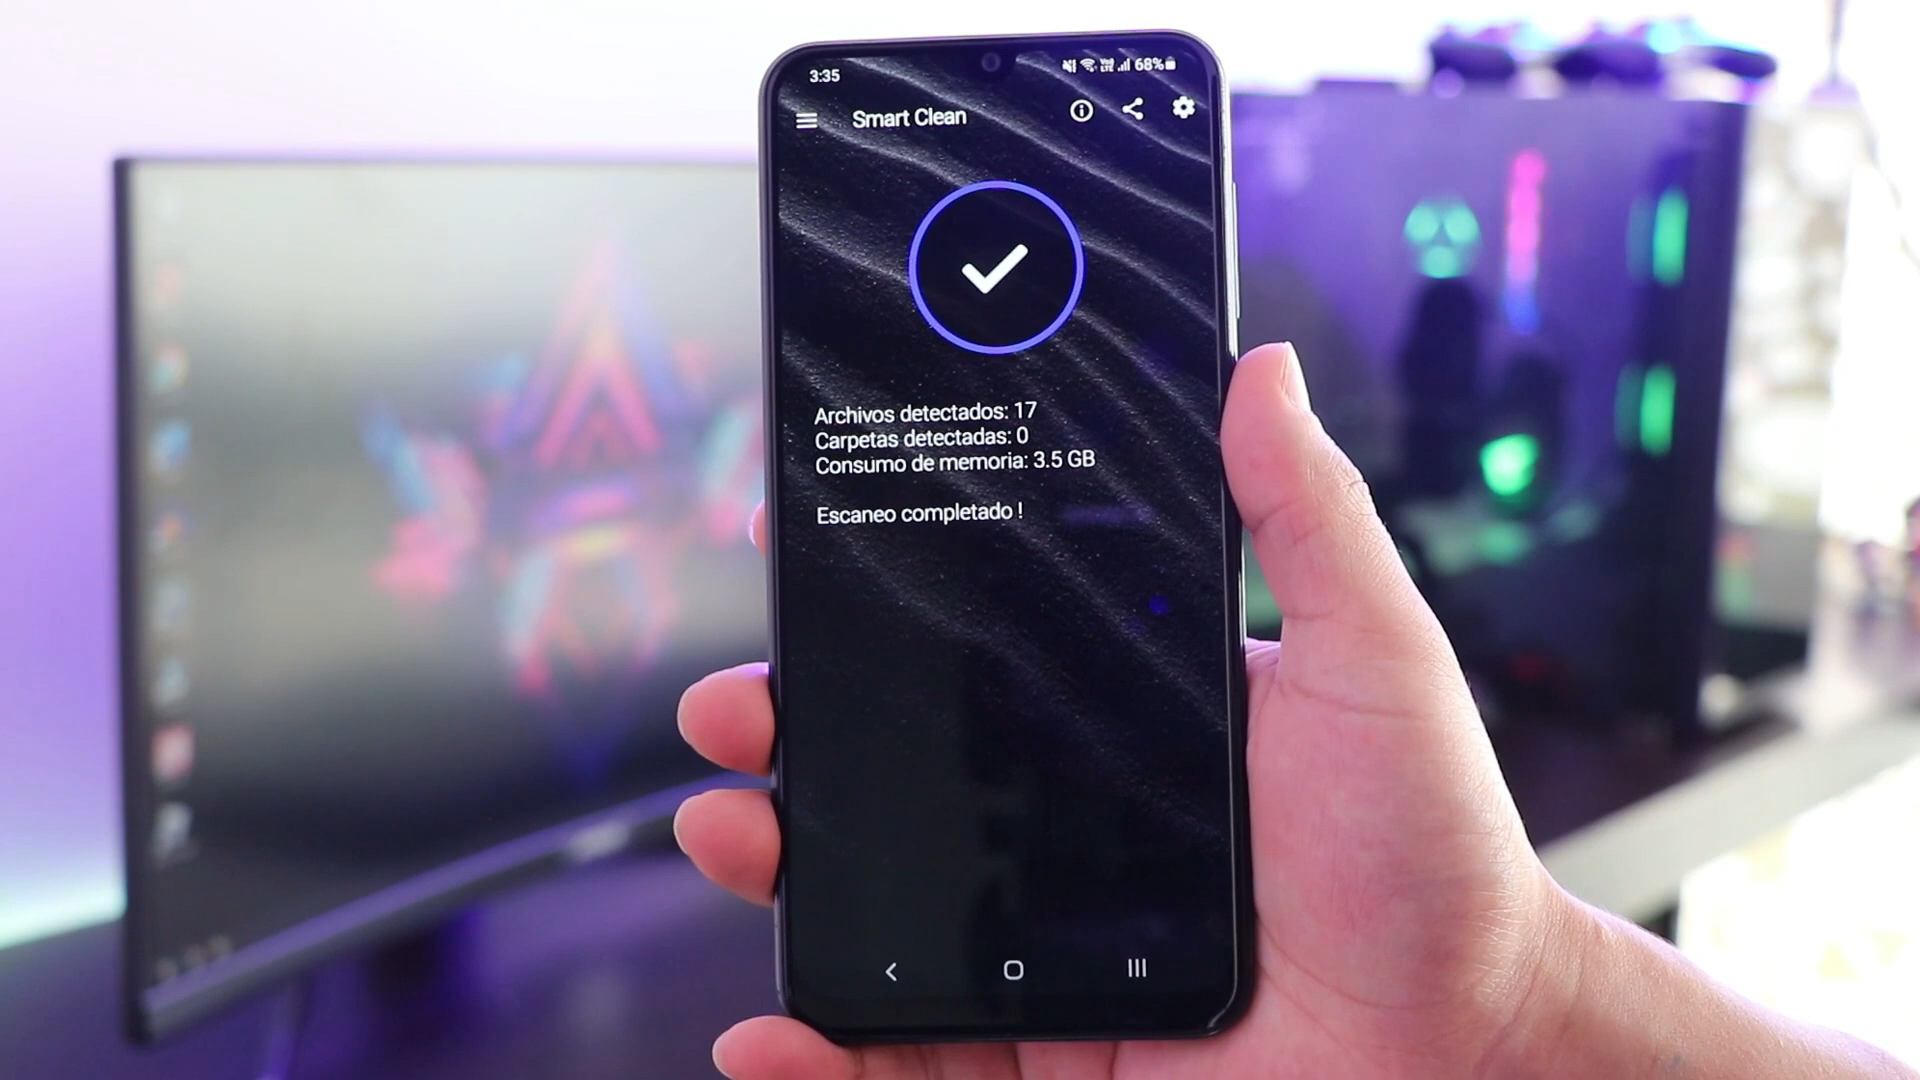 3:35
68%
Smart Clean
Archivos detectados: 17
Carpetas detectadas: 0
Consumo de memoria: 3.5 GB
Escaneo completado !